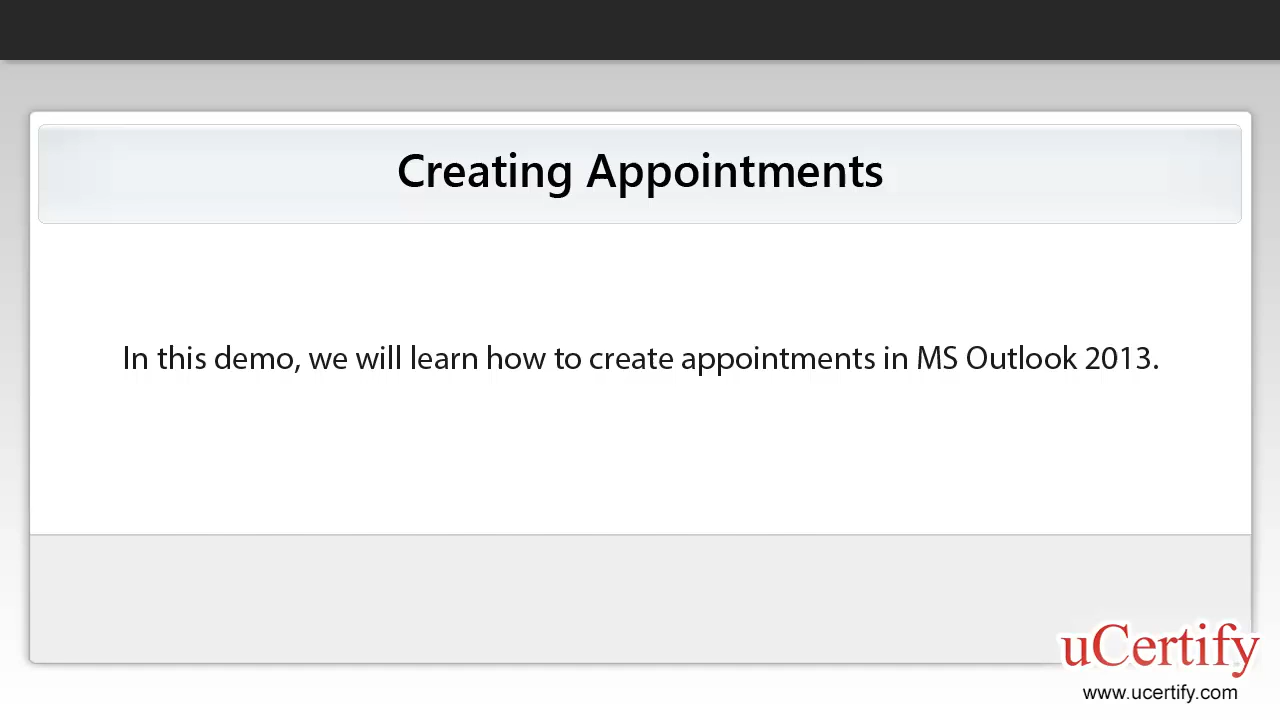 Creating Appointments
In this demo, we will learn how to create appointments in MS Outlook 2013.
uCertify
www.ucertify.com